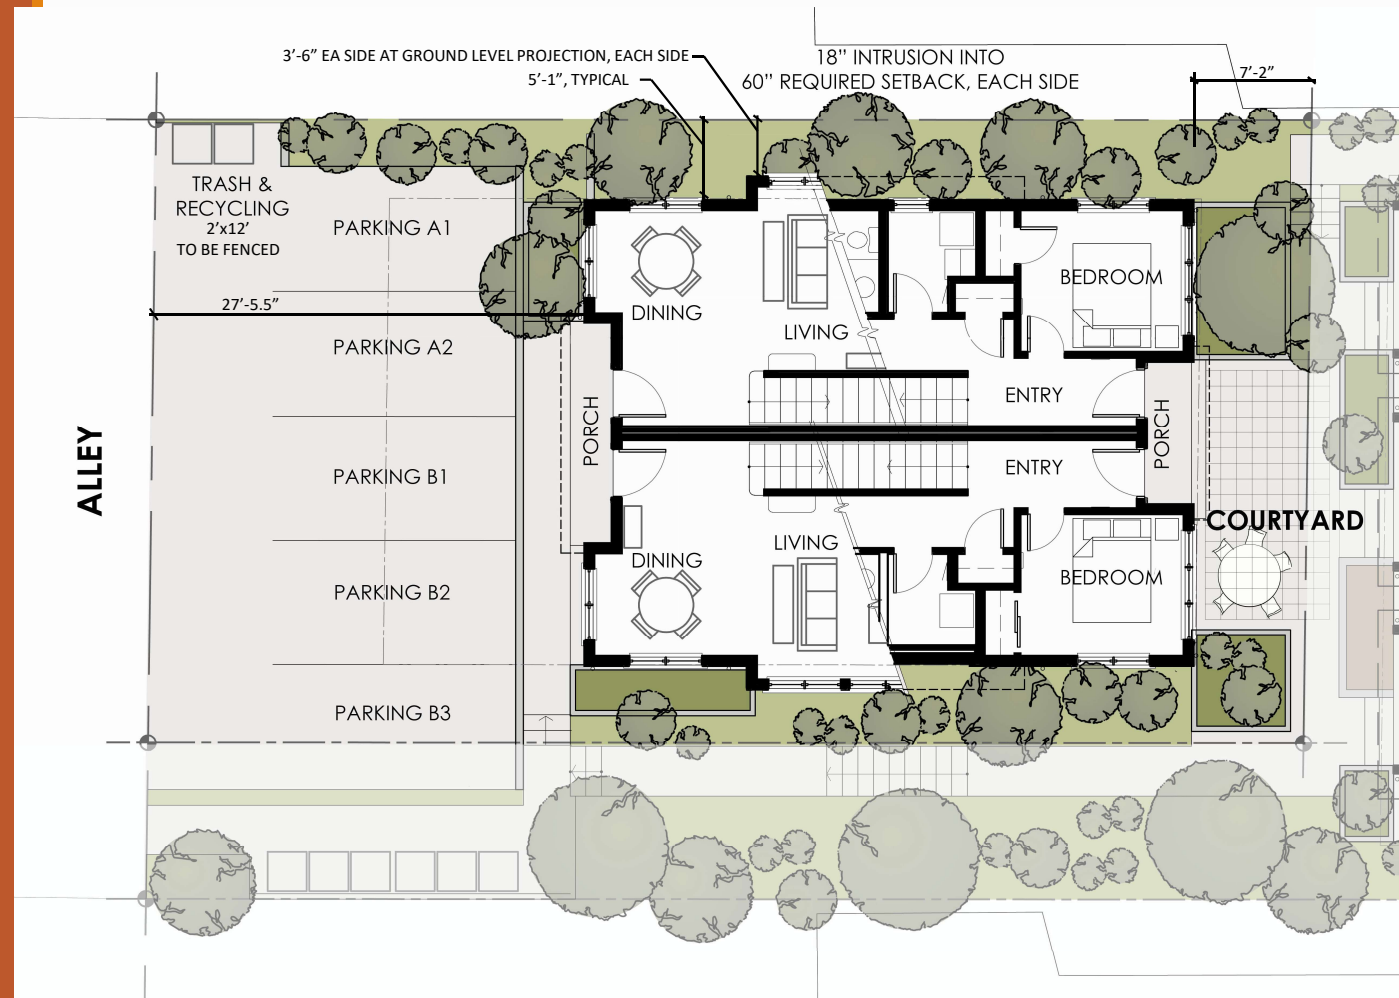 3'-6" EA SIDE AT GROUND LEVEL PROJECTION, EACH SIDE
5'-1", TYPICAL
18" INTRUSION INTO
60" REQUIRED SETBACK, EACH SIDE
7'-2"
TRASH &
RECYCLING
2'x12'
TO BE FENCED
PARKING A1
27'-5.5"
PARKING A2
PARKING B1
PARKING B2
PARKING B3
ALLEY
DINING
LIVING
BEDROOM
PORCH
ENTRY
PORCH
ENTRY
COURTYARD
DINING
LIVING
BEDROOM